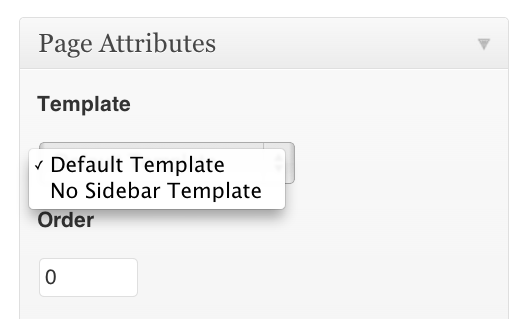 Page Attributes
Template
Default Template
No Sidebar Template
Order
0